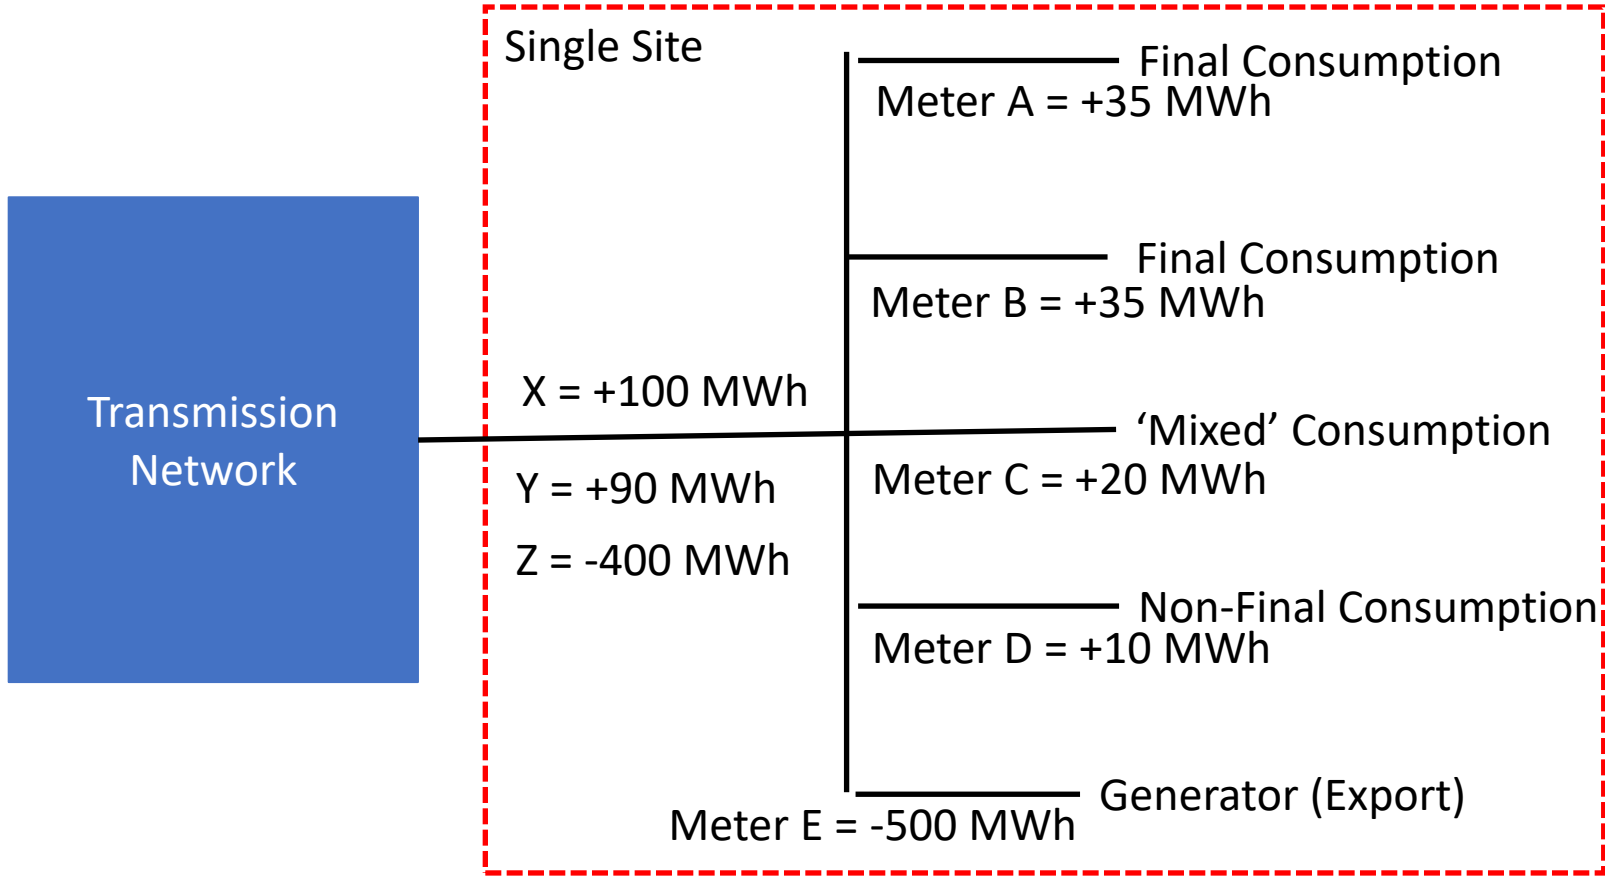 Single Site
Final Consumption
Meter A = +35 MWh
Final Consumption
Meter B = +35 MWh
X = +100 MWh
Transmission
Network
‘Mixed’ Consumption
Y = +90 MWh
Meter C = +20 MWh
Z = -400 MWh
Non-Final Consumption
Meter D = +10 MWh
Generator (Export)
Meter E = -500 MWh